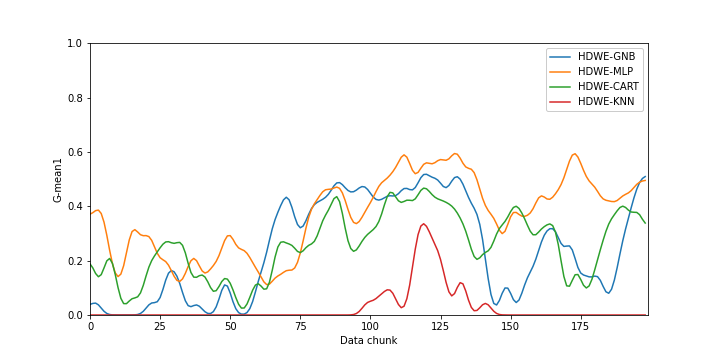 1.0
0.8
0.6
0.4
0.2
0.0
G-mean1
HDWE-GNB
HDWE-MLP
HDWE-CART
HDWE-KNN
0 25 50 75 100 125 150 175
Data chunk